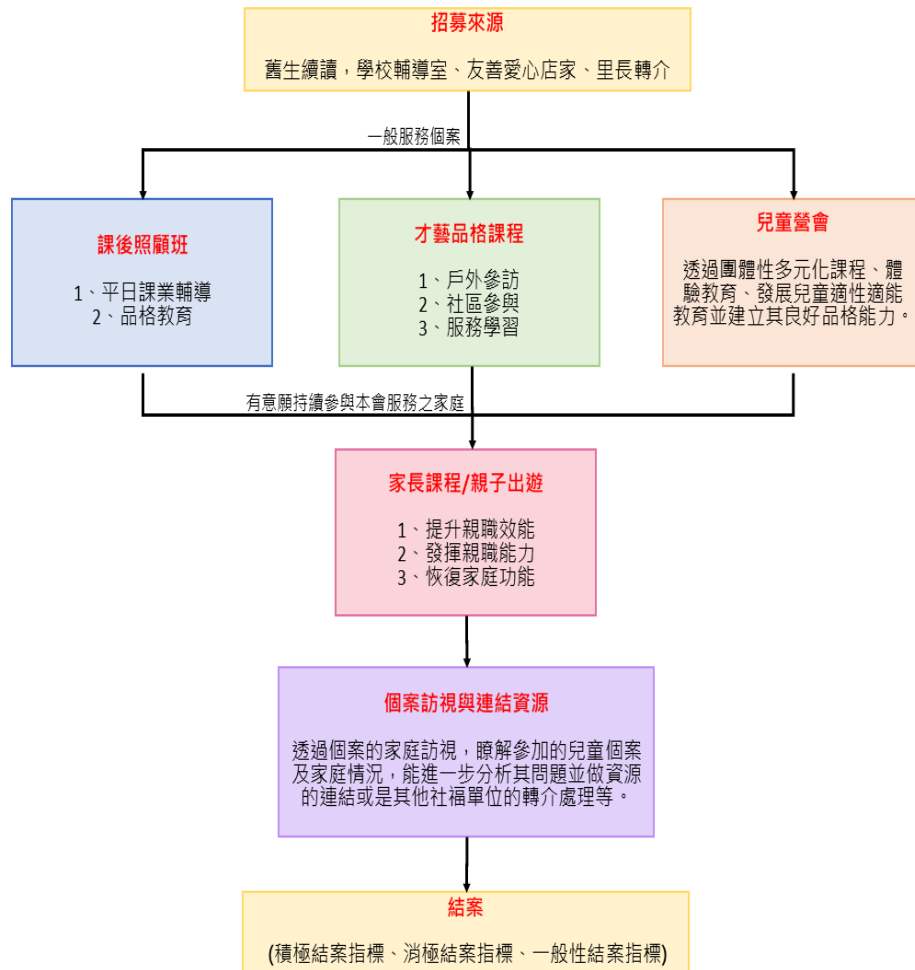 招募來源
舊生續讀，學校輔導室、友善愛心店家、里長轉介
一般服務個案
課後照顧班
1、平日課業輔導
2、品格教育
才藝品格課程
1、戶外參訪
2、社區參與
3、服務學習
兒童營會
透過團體性多元化課程、體
驗教育、發展兒童適性適能
教育並建立其良好品格能力。
有意願持續參與本會服務之家庭
家長課程/親子出遊
1、提升親職效能
2、發揮親職能力
3、恢復家庭功能
個案訪視與連結資源
透過個案的家庭訪視，瞭解參加的兒童個案
及家庭情況，能進一步分析其問題並做資源
的連結或是其他社福單位的轉介處理等。
結案
(積極結案指標、消極結案指標、一般性結案指標)